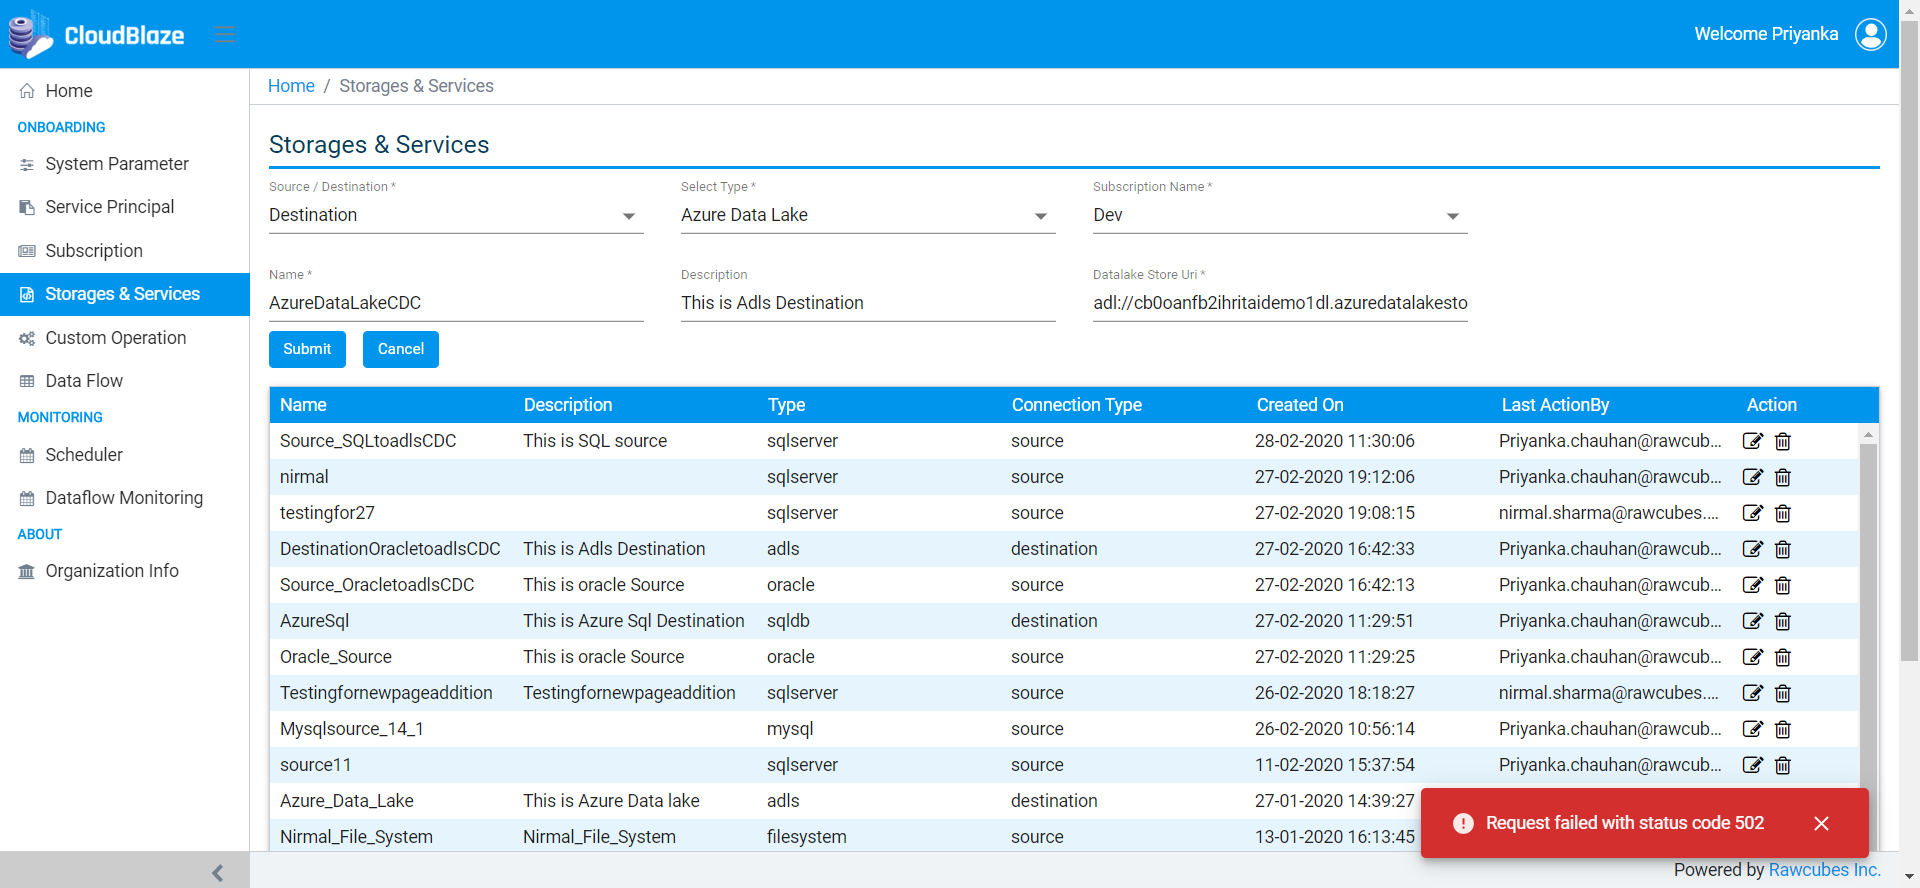 CloudBlaze
Welcome Priyanka
Home
ONBOARDING
System Parameter
Service Principal
Subscription
Storages & Services
Custom Operation
Data Flow
MONITORING
Scheduler
Dataflow Monitoring
ABOUT
Organization Info
Home / Storages & Services
Storages & Services
Source / Destination * Select Type * Subscription Name *
Destination Azure Data Lake Dev
Name * Description Datalake Store Uri *
AzureDataLakeCDC This is Adls Destination adl://cb0oanfb2ihritaidemo1dl.azuredatalakesto
Submit Cancel
Name Description Type Connection Type Created On Last ActionBy Action
Source_SQLtoadlsCDC This is SQL source sqlserver source 28-02-2020 11:30:06 Priyanka.chauhan@rawcub...
nirmal sqlserver source 27-02-2020 19:12:06 Priyanka.chauhan@rawcub...
testingfor27 sqlserver source 27-02-2020 19:08:15 nirmal.sharma@rawcubes....
DestinationOracletoadlsCDC This is Adls Destination adls destination 27-02-2020 16:42:33 Priyanka.chauhan@rawcub...
Source_OracletoadlsCDC This is oracle Source oracle source 27-02-2020 16:42:13 Priyanka.chauhan@rawcub...
AzureSql This is Azure Sql Destination sqldb destination 27-02-2020 11:29:51 Priyanka.chauhan@rawcub...
Oracle_Source This is oracle Source oracle source 27-02-2020 11:29:25 Priyanka.chauhan@rawcub...
Testingfornewpageaddition Testingfornewpageaddition sqlserver source 26-02-2020 18:18:27 nirmal.sharma@rawcubes....
Mysqlsource_14_1 mysql source 26-02-2020 10:56:14 Priyanka.chauhan@rawcub...
source11 sqlserver source 11-02-2020 15:37:54 Priyanka.chauhan@rawcub...
Azure_Data_Lake This is Azure Data lake adls destination 27-01-2020 14:39:27
Nirmal_File_System Nirmal_File_System filesystem source 13-01-2020 16:13:45
Request failed with status code 502
Powered by Rawcubes Inc.